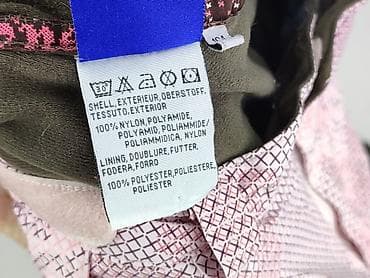 30°
SHELL, EXTERIEUR, OBERSTOFF,
TESSUTO, EXTERIOR
100% NYLON, POLYAMIDE,
POLYAMID, POLIAMMIDE/
POLIAMMIDICA, NYLON
LINING, DOUBLURE, FUTTER,
FODERA, FORRO
100% POLYESTER, POLIESTERE,
POLIESTER